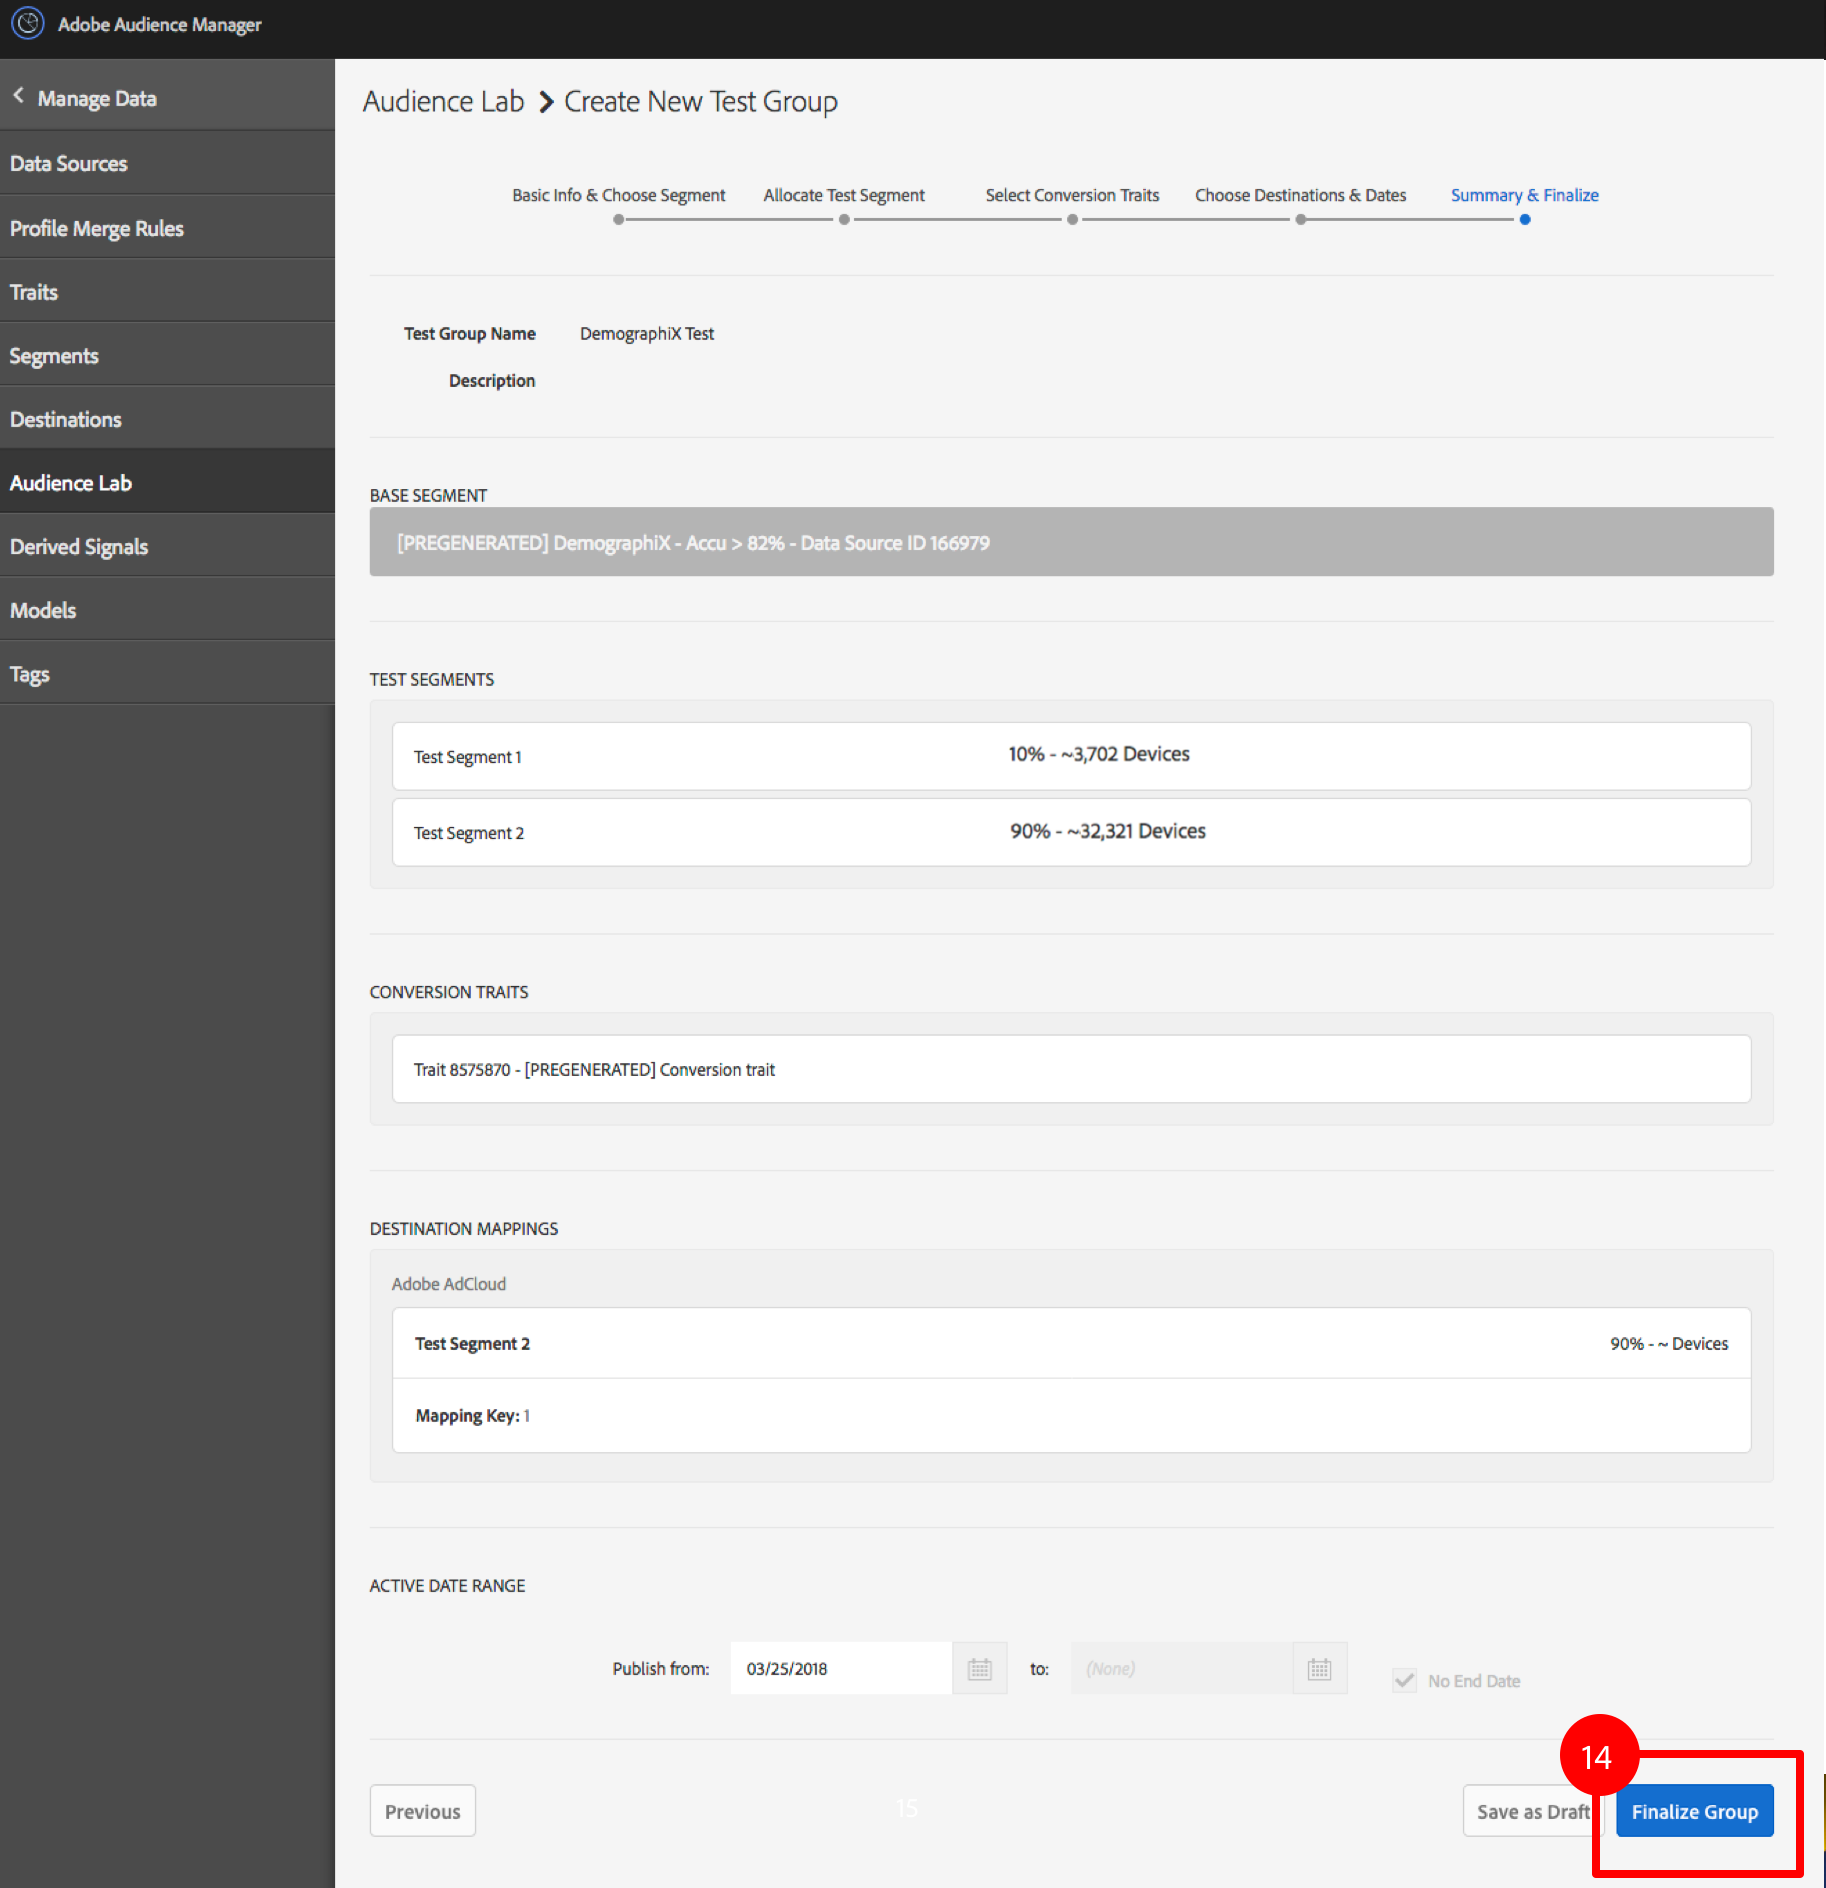 Adobe Audience Manager
Manage Data
Data Sources
Profile Merge Rules
Traits
Segments
Destinations
Audience Lab
Derived Signals
Models
Tags
Audience Lab > Create New Test Group
Basic Info & Choose Segment
Allocate Test Segment
Select Conversion Traits
Choose Destinations & Dates
Summary & Finalize
Test Group Name DemographiX Test
Description
BASE SEGMENT
[PREGENERATED] DemographiX - Accu > 82% - Data Source ID 166979
TEST SEGMENTS
Test Segment 1 10% - ~3,702 Devices
Test Segment 2 90% - ~32,321 Devices
CONVERSION TRAITS
Trait 8575870 - [PREGENERATED] Conversion trait
DESTINATION MAPPINGS
Adobe AdCloud
Test Segment 2 90% - ~ Devices
Mapping Key: 1
ACTIVE DATE RANGE
Publish from: 03/25/2018 to: (None) No End Date
14
Previous 15 Save as Draft Finalize Group